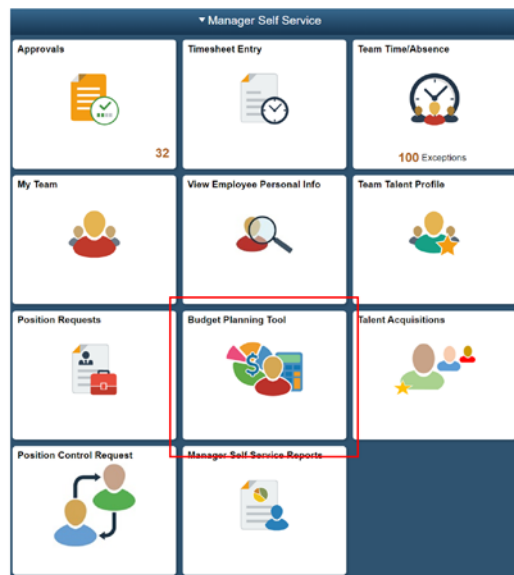 Manager Self Service
Approvals
Timesheet Entry
Team Time/Absence
32
100 Exceptions
My Team
View Employee Personal Info
Team Talent Profile
Position Requests
Budget Planning Tool
Talent Acquisitions
$
Position Control Request
Manager Self Service Reports